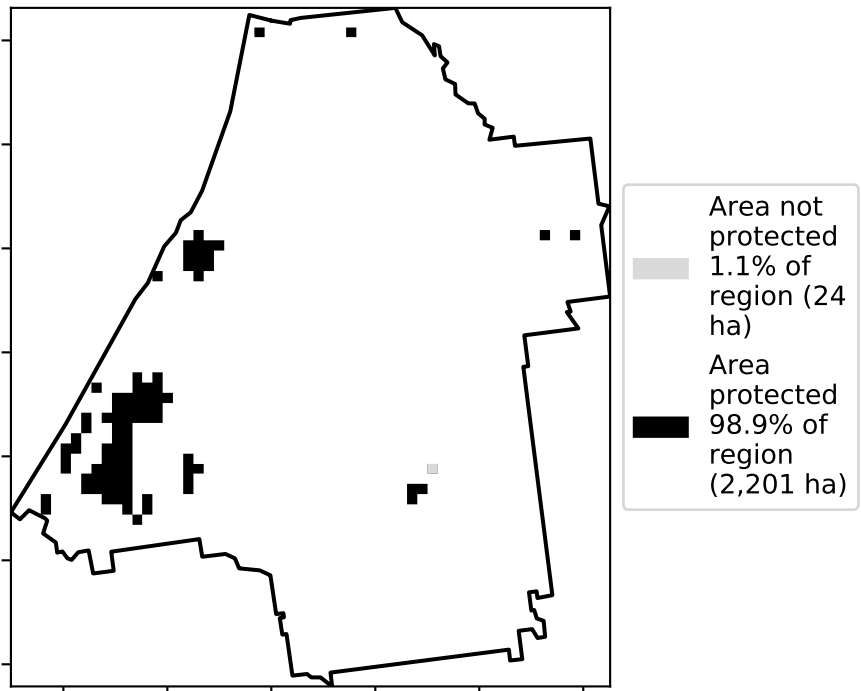 Area not
protected
1.1% of
region (24
ha)
Area
protected
98.9% of
region
(2,201 ha)